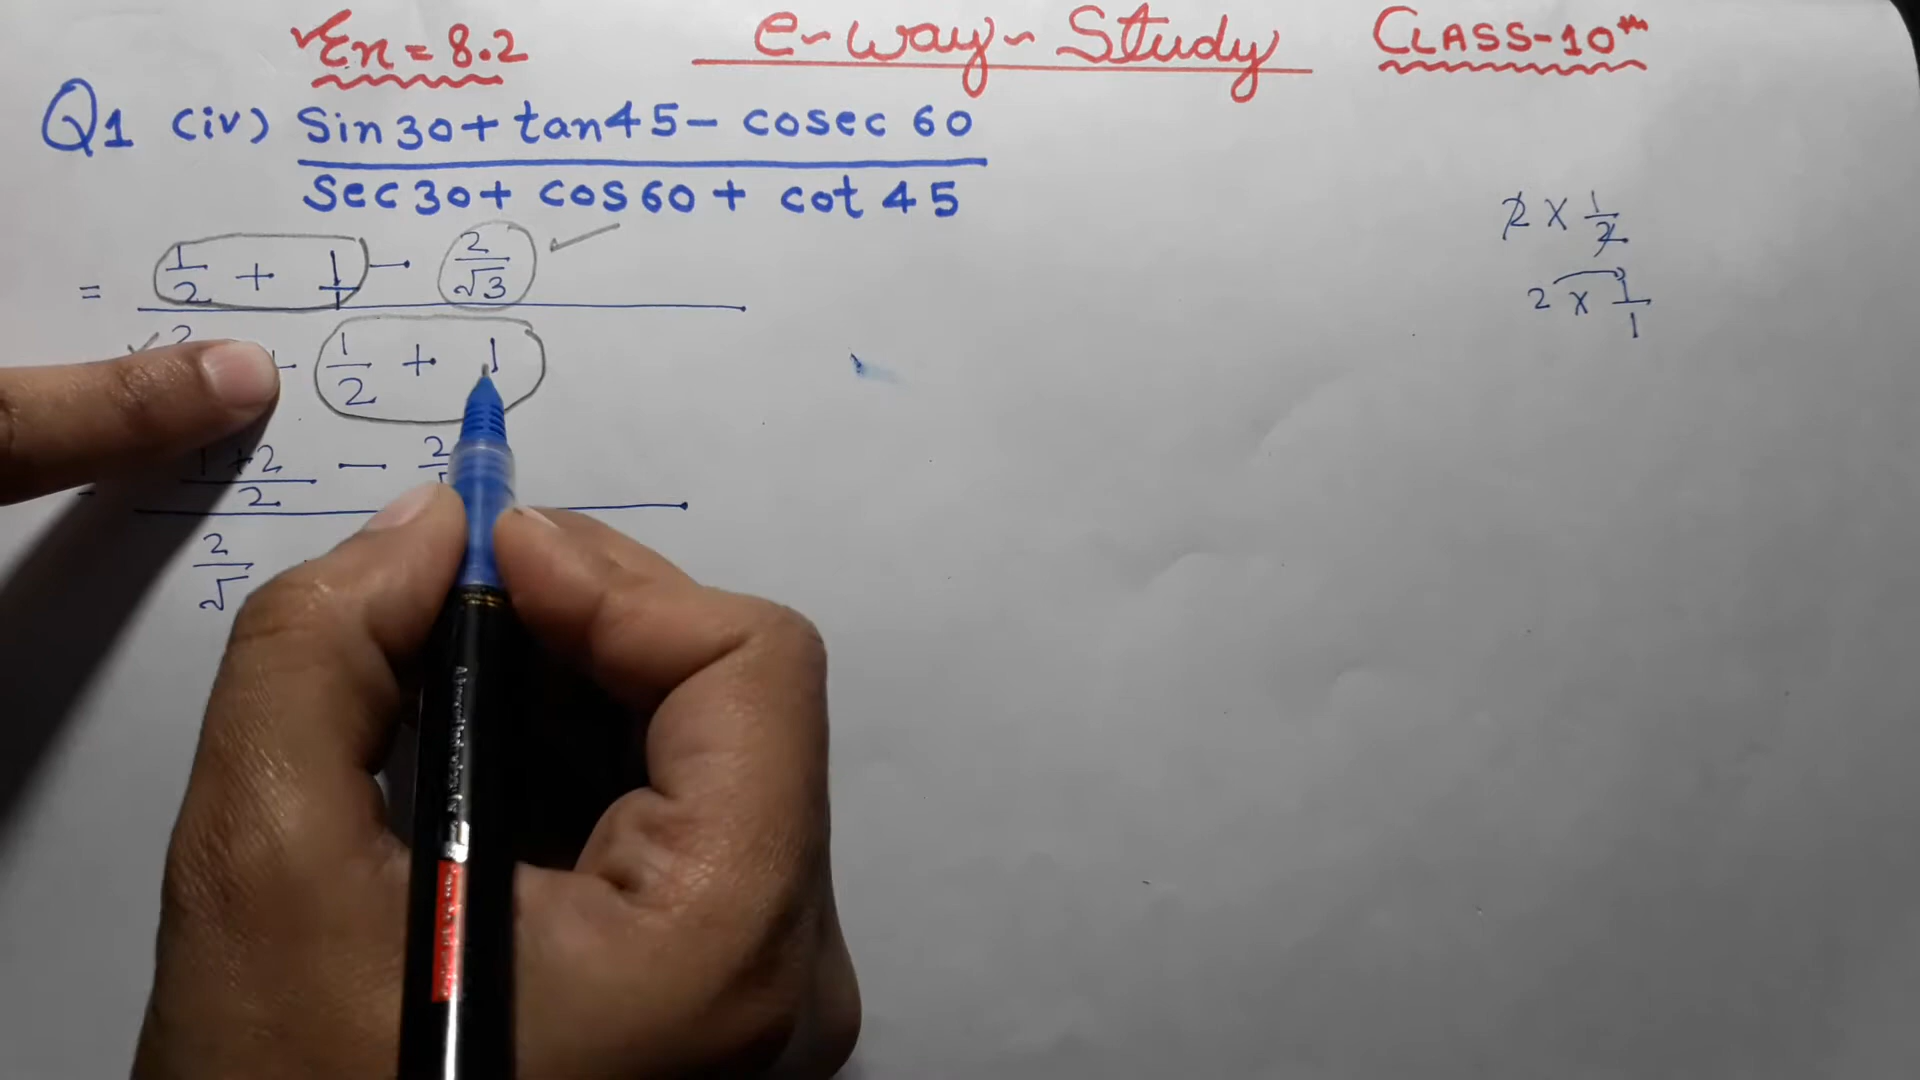 Ex = 8.2 e-way-Study CLASS-10th
Q1 (iv) Sin 30 + tan 45 - cosec 60
Sec 30 + cos 60 + cot 45
= 1/2 + 1/1 - 2/√3
2 + 1/2 + 1
1+2/2 - 2
2/√
2 × 1/2
2 × 1/1